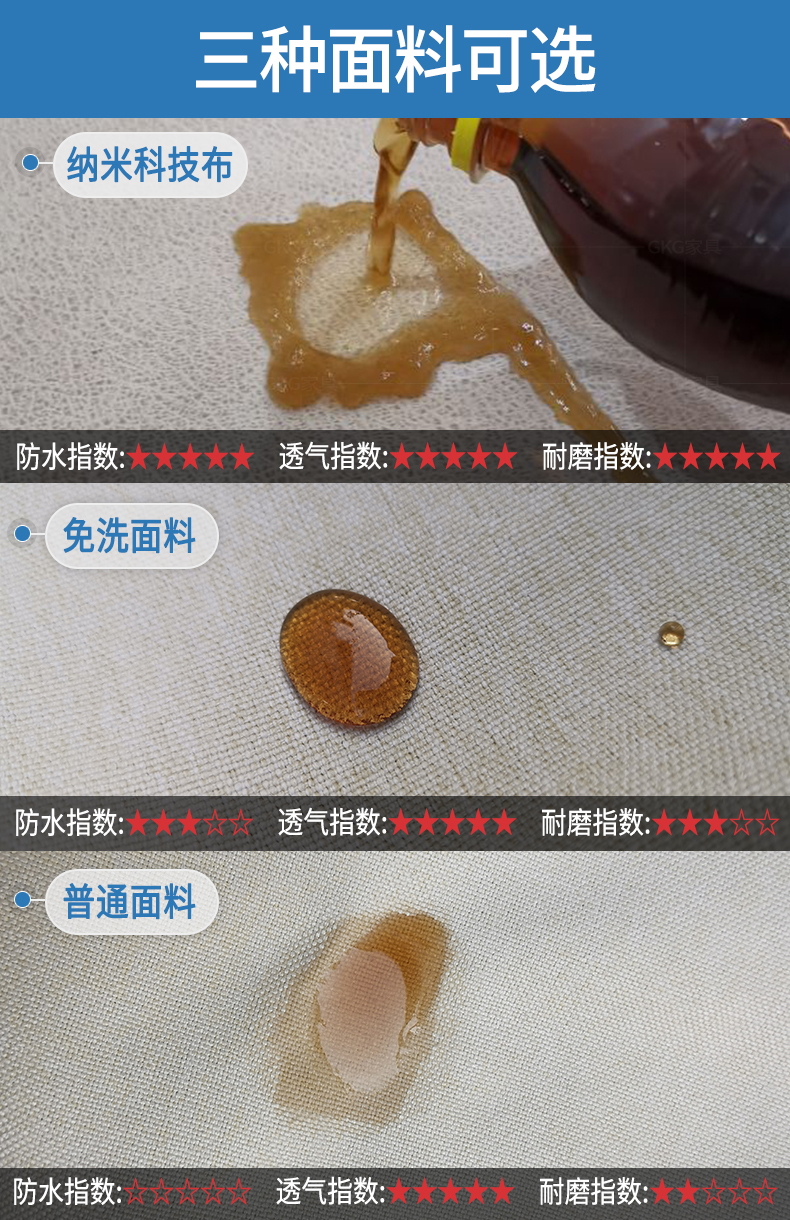 三种面料可选
纳米科技布
GKG家具
防水指数:★★★★★ 透气指数:★★★★★ 耐磨指数:★★★★★
免洗面料
防水指数:★★★☆☆ 透气指数:★★★★★ 耐磨指数:★★★☆☆
普通面料
防水指数:☆☆☆☆☆ 透气指数:★★★★★ 耐磨指数:★★☆☆☆